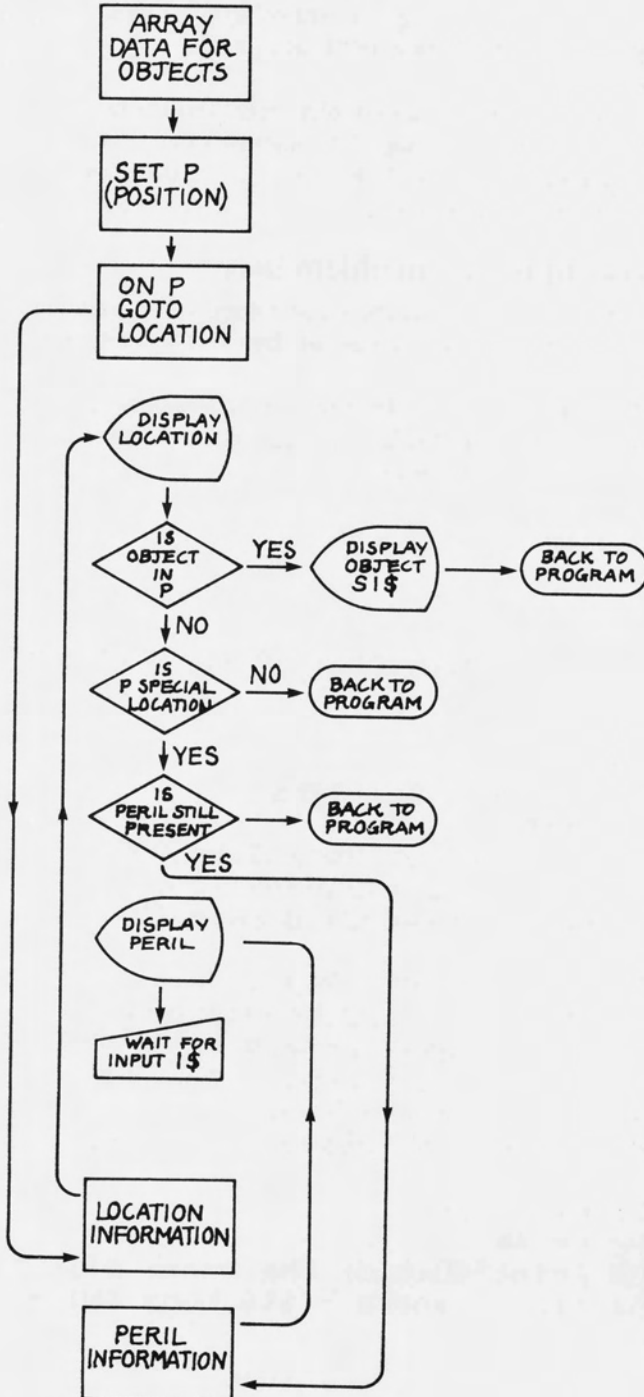 ARRAY
DATA FOR
OBJECTS
SET P
(POSITION)
ON P
GOTO
LOCATION
DISPLAY
LOCATION
IS
OBJECT
IN
P
YES
DISPLAY
OBJECT
S1$
BACK TO
PROGRAM
NO
IS
P SPECIAL
LOCATION
NO
BACK TO
PROGRAM
YES
IS
PERIL STILL
PRESENT
BACK TO
PROGRAM
YES
DISPLAY
PERIL
WAIT FOR
INPUT I$
LOCATION
INFORMATION
PERIL
INFORMATION